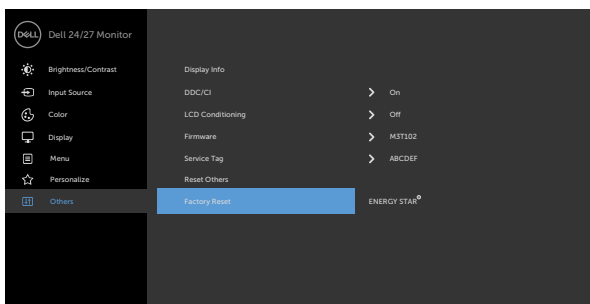 DELL Dell 24/27 Monitor
Brightness/Contrast Display Info
Input Source DDC/CI On
Color LCD Conditioning Off
Display Firmware M3T102
Menu Service Tag ABCDEF
Personalize Reset Others
Others Factory Reset ENERGY STAR®